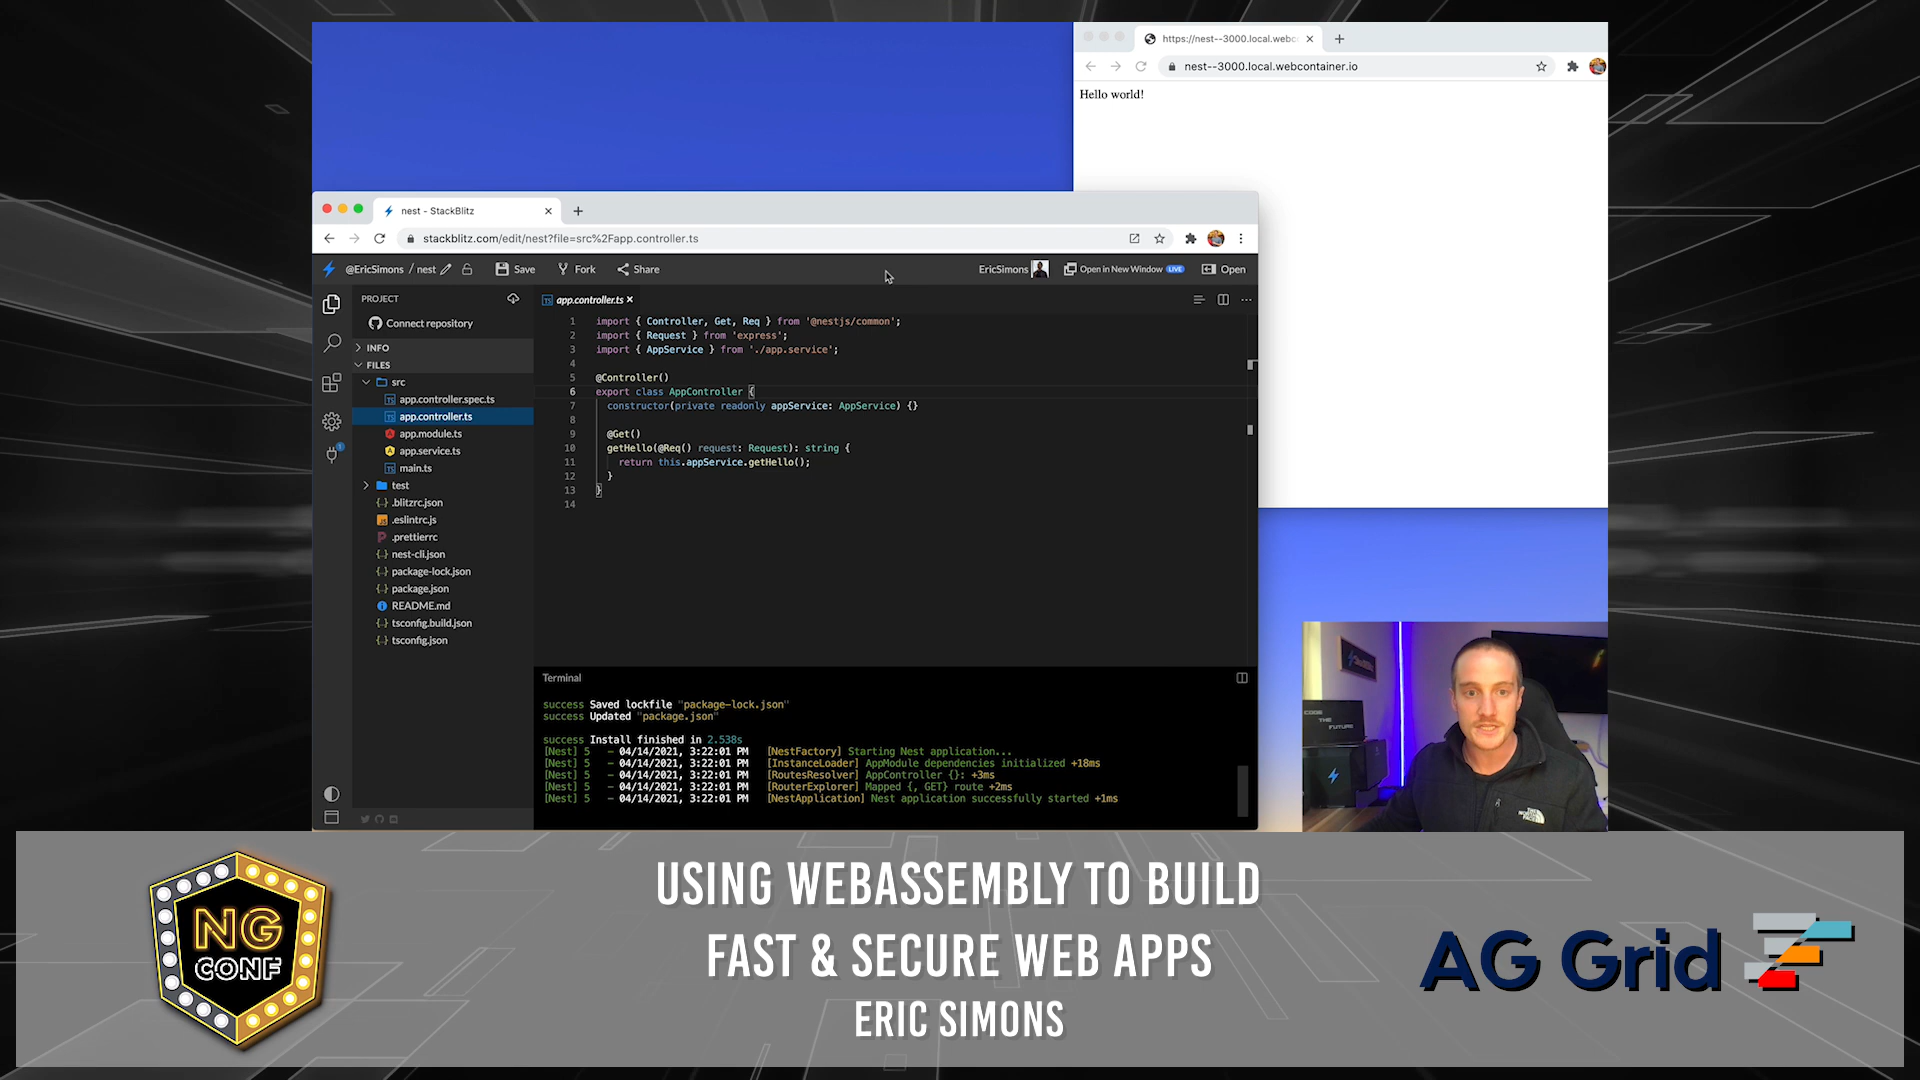 https://nest--3000.local.webc
nest--3000.local.webcontainer.io
Hello world!
nest - StackBlitz
stackblitz.com/edit/nest?file=src%2Fapp.controller.ts
@EricSimons / nest
Save
Fork
Share
EricSimons
Open in New Window LIVE
Open
PROJECT
Connect repository
INFO
FILES
src
app.controller.spec.ts
app.controller.ts
app.module.ts
app.service.ts
main.ts
test
.blitzrc.json
.eslintrc.js
.prettierrc
nest-cli.json
package-lock.json
package.json
README.md
tsconfig.build.json
tsconfig.json
app.controller.ts
1 import { Controller, Get, Req } from '@nestjs/common';
2 import { Request } from 'express';
3 import { AppService } from './app.service';
4
5 @Controller()
6 export class AppController {
7 constructor(private readonly appService: AppService) {}
8
9 @Get()
10 getHello(@Req() request: Request): string {
11 return this.appService.getHello();
12 }
13 }
14
Terminal
success Saved lockfile "package-lock.json"
success Updated "package.json"
success Install finished in 2.538s
[Nest] 5 - 04/14/2021, 3:22:01 PM [NestFactory] Starting Nest application...
[Nest] 5 - 04/14/2021, 3:22:01 PM [InstanceLoader] AppModule dependencies initialized +18ms
[Nest] 5 - 04/14/2021, 3:22:01 PM [RoutesResolver] AppController {}: +3ms
[Nest] 5 - 04/14/2021, 3:22:01 PM [RouterExplorer] Mapped {, GET} route +2ms
[Nest] 5 - 04/14/2021, 3:22:01 PM [NestApplication] Nest application successfully started +1ms
CODE
THE
FUTURE
THE
NORTH
FACE
NG
CONF
USING WEBASSEMBLY TO BUILD
FAST & SECURE WEB APPS
ERIC SIMONS
AG Grid